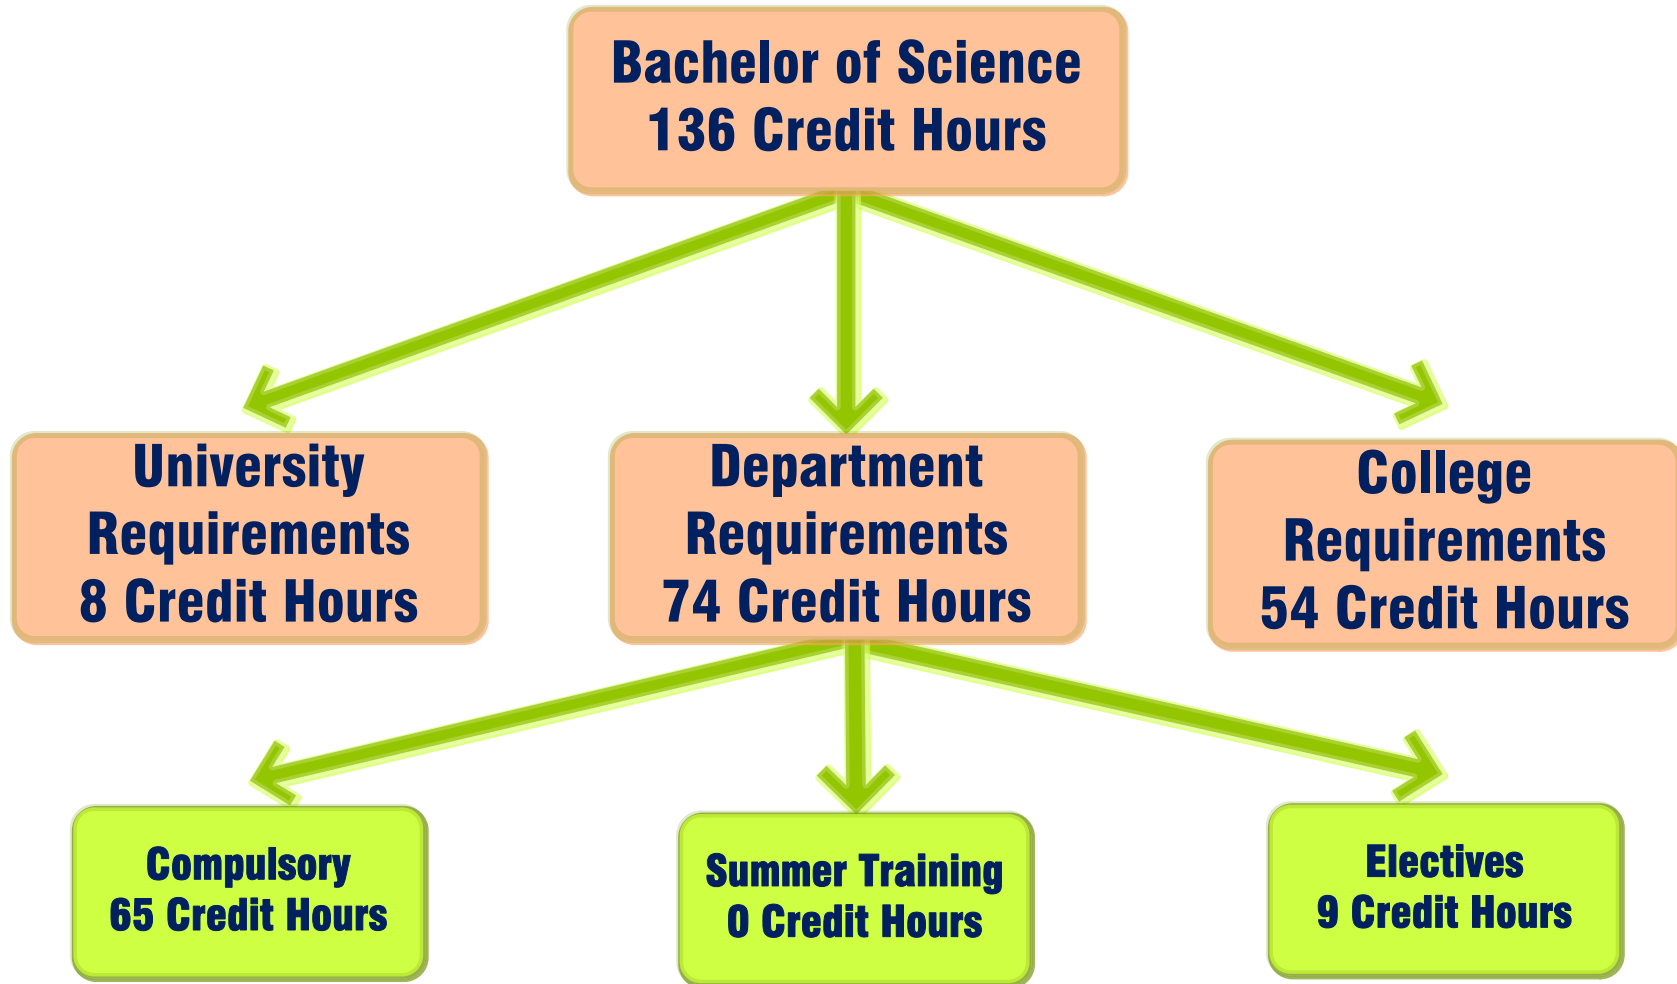 Bachelor of Science
136 Credit Hours
University
Requirements
8 Credit Hours
Department
Requirements
74 Credit Hours
College
Requirements
54 Credit Hours
Compulsory
65 Credit Hours
Summer Training
0 Credit Hours
Electives
9 Credit Hours